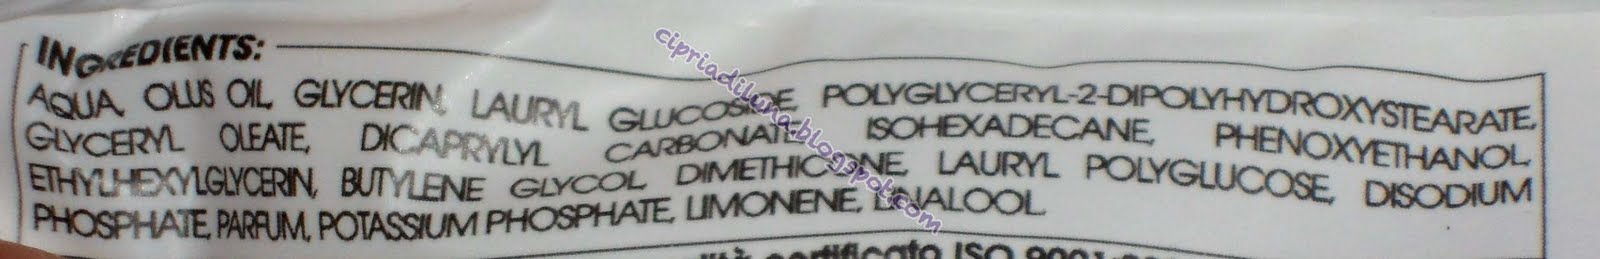 INGREDIENTS:
AQUA, OLUS OIL, GLYCERIN, LAURYL GLUCOSIDE, POLYGLYCERYL-2-DIPOLYHYDROXYSTEARATE,
GLYCERYL OLEATE, DICAPRYLYL CARBONATE, ISOHEXADECANE, PHENOXYETHANOL,
ETHYLHEXYLGLYCERIN, BUTYLENE GLYCOL, DIMETHICONE, LAURYL POLYGLUCOSE, DISODIUM
PHOSPHATE, PARFUM, POTASSIUM PHOSPHATE, LIMONENE, LINALOOL
certificato ISO 9001
cipriadiluna.blogspot.com